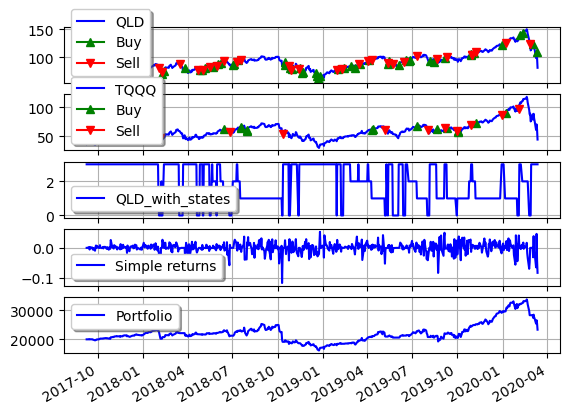 150
100
QLD
Buy
Sell
100
50
TQQQ
Buy
Sell
2
0
QLD_with_states
0.0
−0.1
Simple returns
30000
20000
Portfolio
2017-10
2018-01
2018-04
2018-07
2018-10
2019-01
2019-04
2019-07
2019-10
2020-01
2020-04